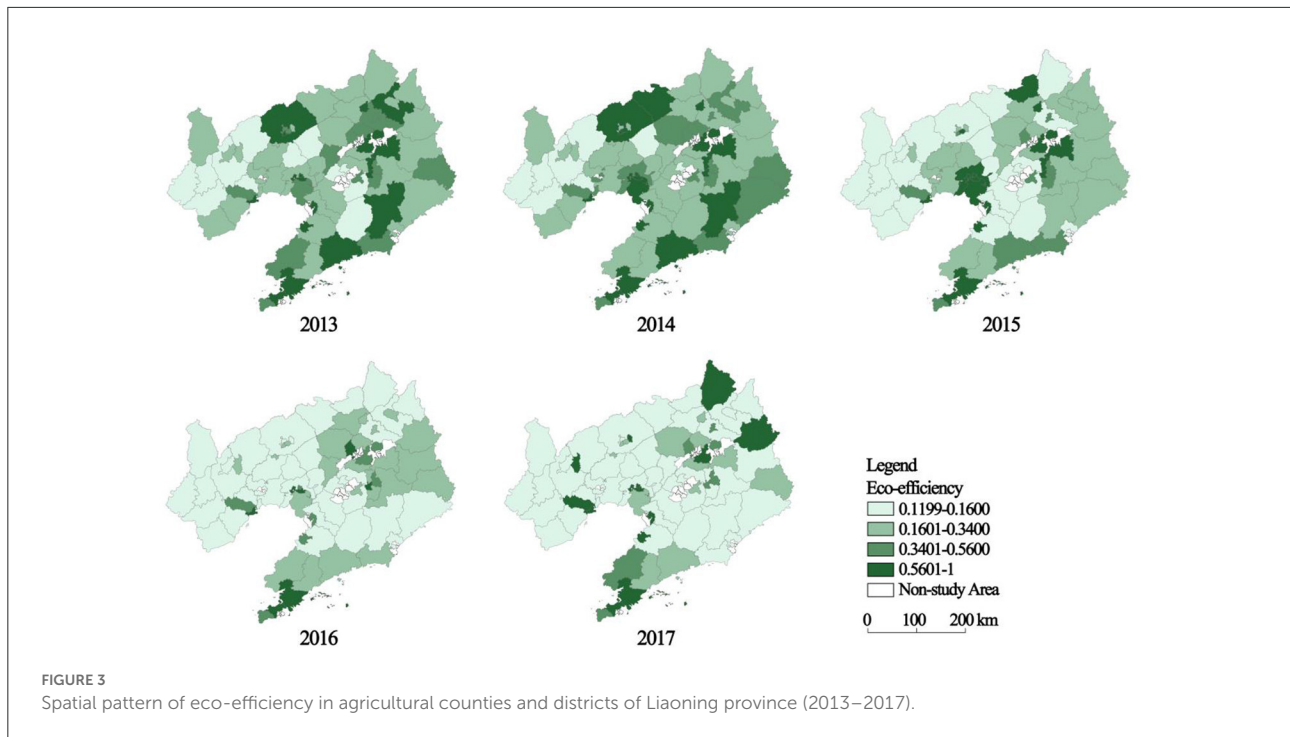 2013
2014
2015
2016
2017
Legend
Eco-efficiency
0.1199-0.1600
0.1601-0.3400
0.3401-0.5600
0.5601-1
Non-study Area
0 100 200 km
FIGURE 3
Spatial pattern of eco-efficiency in agricultural counties and districts of Liaoning province (2013–2017).